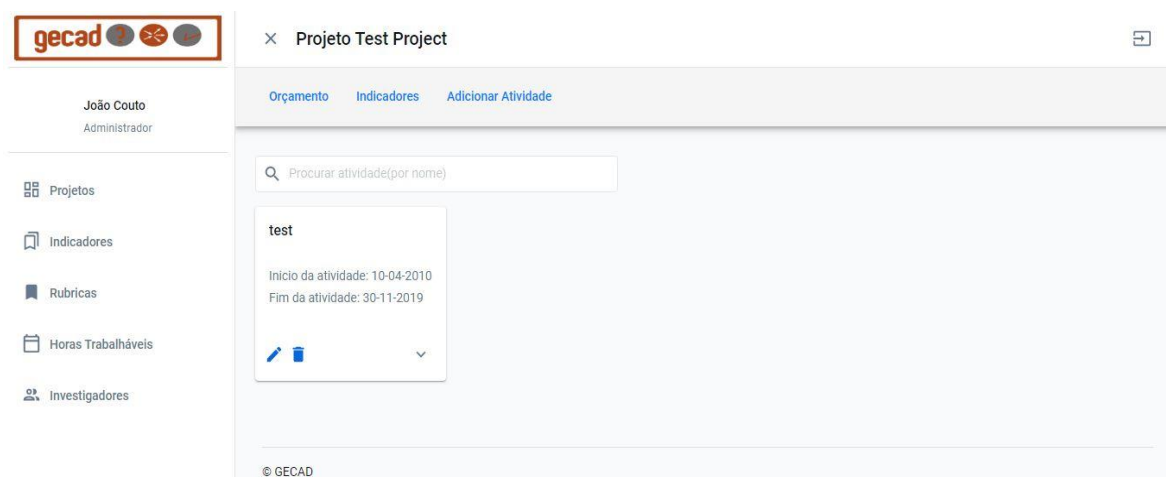 gecad
João Couto
Administrador
Projetos
Indicadores
Rubricas
Horas Trabalháveis
Investigadores
Projeto Test Project
Orçamento Indicadores Adicionar Atividade
Procurar atividade(por nome)
test
Inicio da atividade: 10-04-2010
Fim da atividade: 30-11-2019
© GECAD